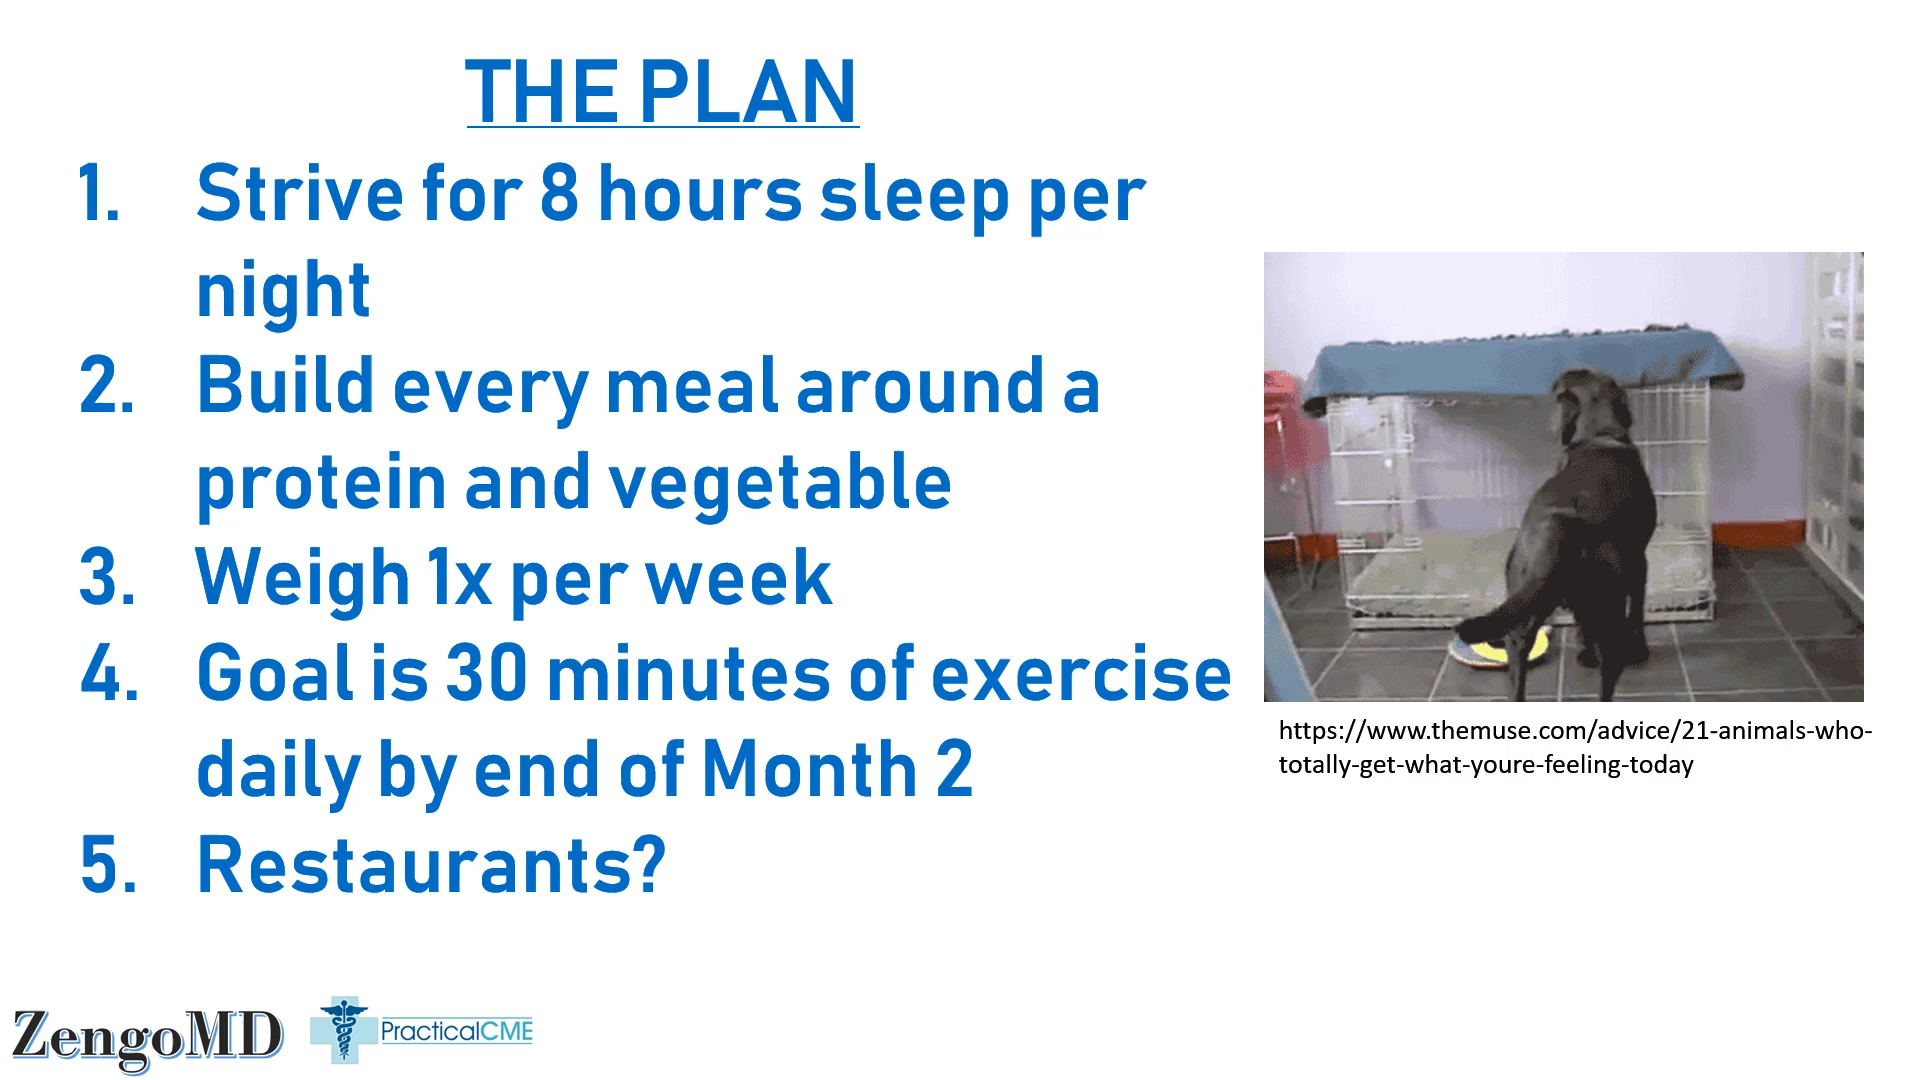 THE PLAN
1. Strive for 8 hours sleep per
night
2. Build every meal around a
protein and vegetable
3. Weigh 1x per week
4. Goal is 30 minutes of exercise
daily by end of Month 2
5. Restaurants?
https://www.themuse.com/advice/21-animals-who-
totally-get-what-youre-feeling-today
ZengoMD
PracticalCME